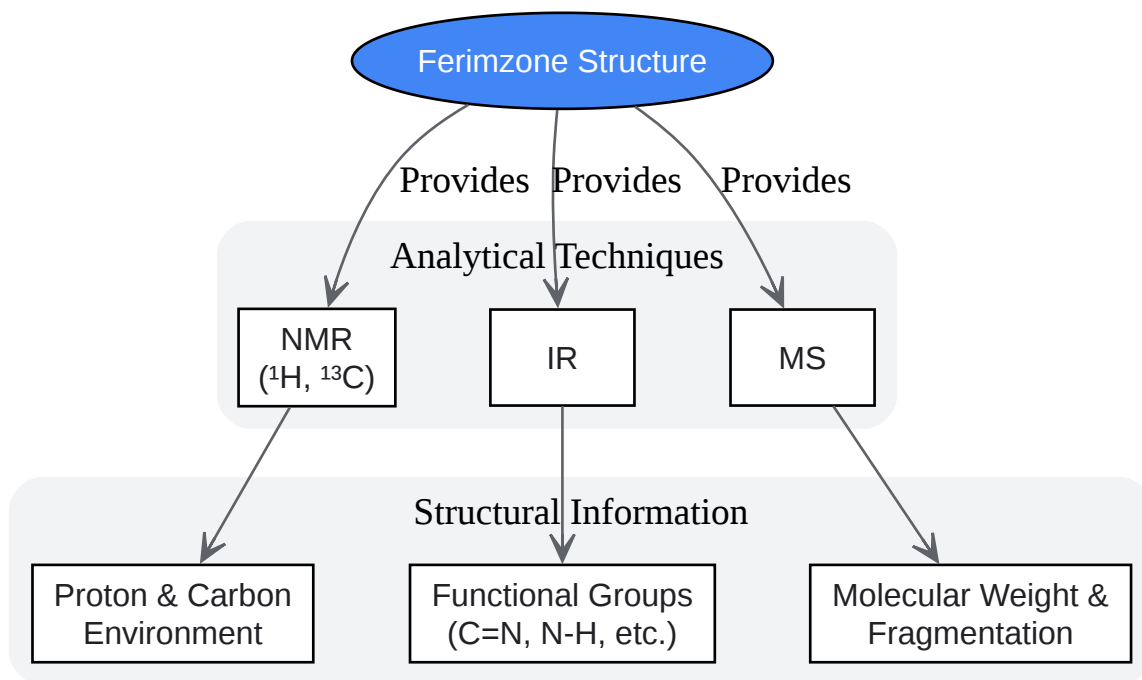 Ferimzone Structure
Provides Provides Provides
Analytical Techniques
NMR
(¹H, ¹³C)
IR
MS
Structural Information
Proton & Carbon
Environment
Functional Groups
(C=N, N-H, etc.)
Molecular Weight &
Fragmentation